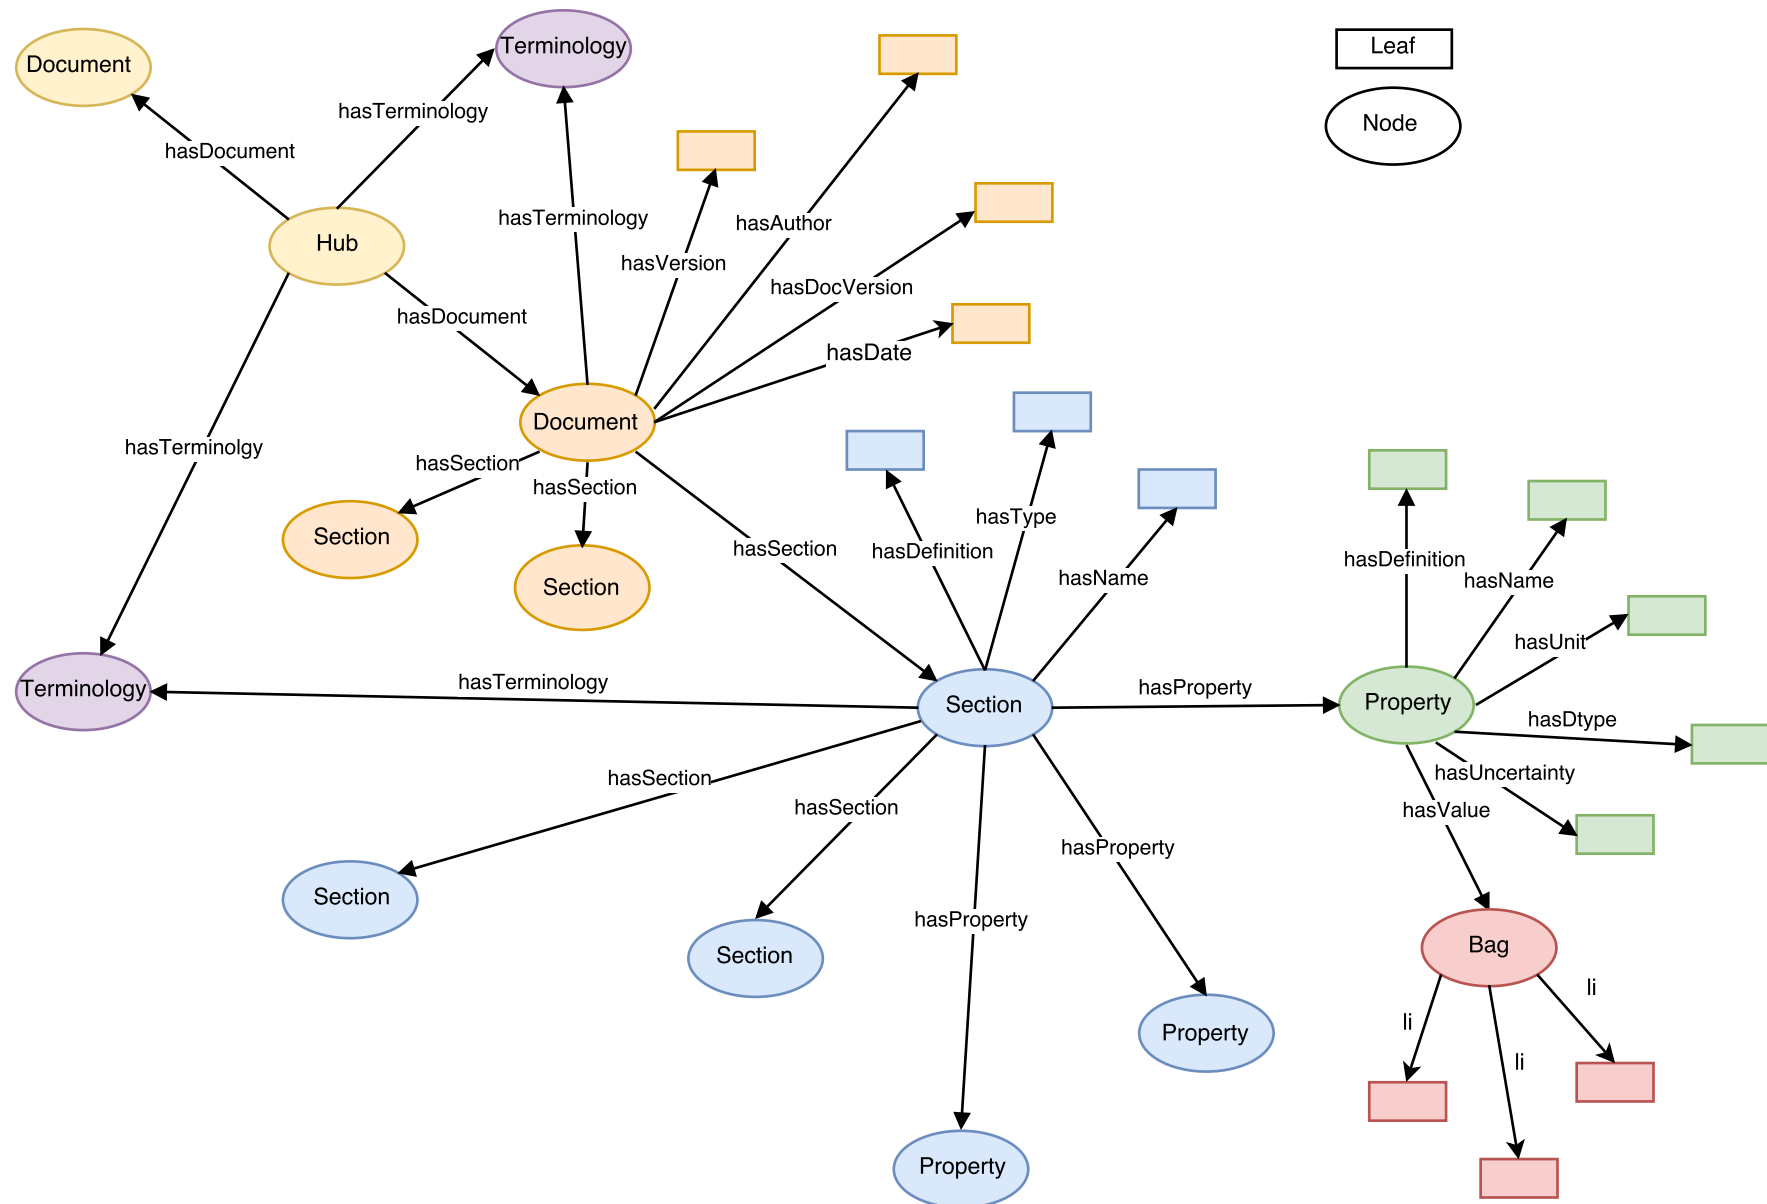 Document
Terminology
Leaf
Node
hasTerminology
hasDocument
hasTerminology
hasAuthor
Hub
hasVersion
hasDocVersion
hasDocument
hasDate
Document
hasTerminolgy
hasSection
hasSection
hasType
hasSection
hasDefinition
hasDefinition
hasName
hasName
Section
Section
hasUnit
hasTerminology
Terminology
hasProperty
Section
Property
hasDtype
hasUncertainty
hasSection
hasSection
hasValue
hasProperty
Section
hasProperty
Bag
Section
li
li
Property
li
Property